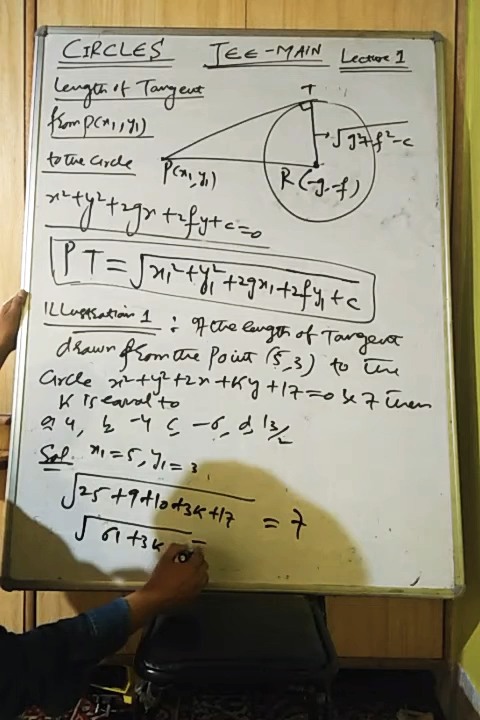 CIRCLES JEE-MAIN Lecture 1
Length of Tangent
from P(x₁,y₁)
to the circle
T
√g²+f²-c
P(x₁,y₁)
R(-g,-f)
x²+y²+2gx+2fy+c=0
PT=√x₁²+y₁²+2gx₁+2fy₁+c
Illustration 1: If the length of Tangent
drawn from the Point (5,3) to the
Circle x²+y²+2x+Ky+17=0 be 7 then
K is equal to
a, 4, b, -4 c, -6, d, 13/2
Sol x₁=5, y₁=3
√25+9+10+3K+17 = 7
√61+3K =